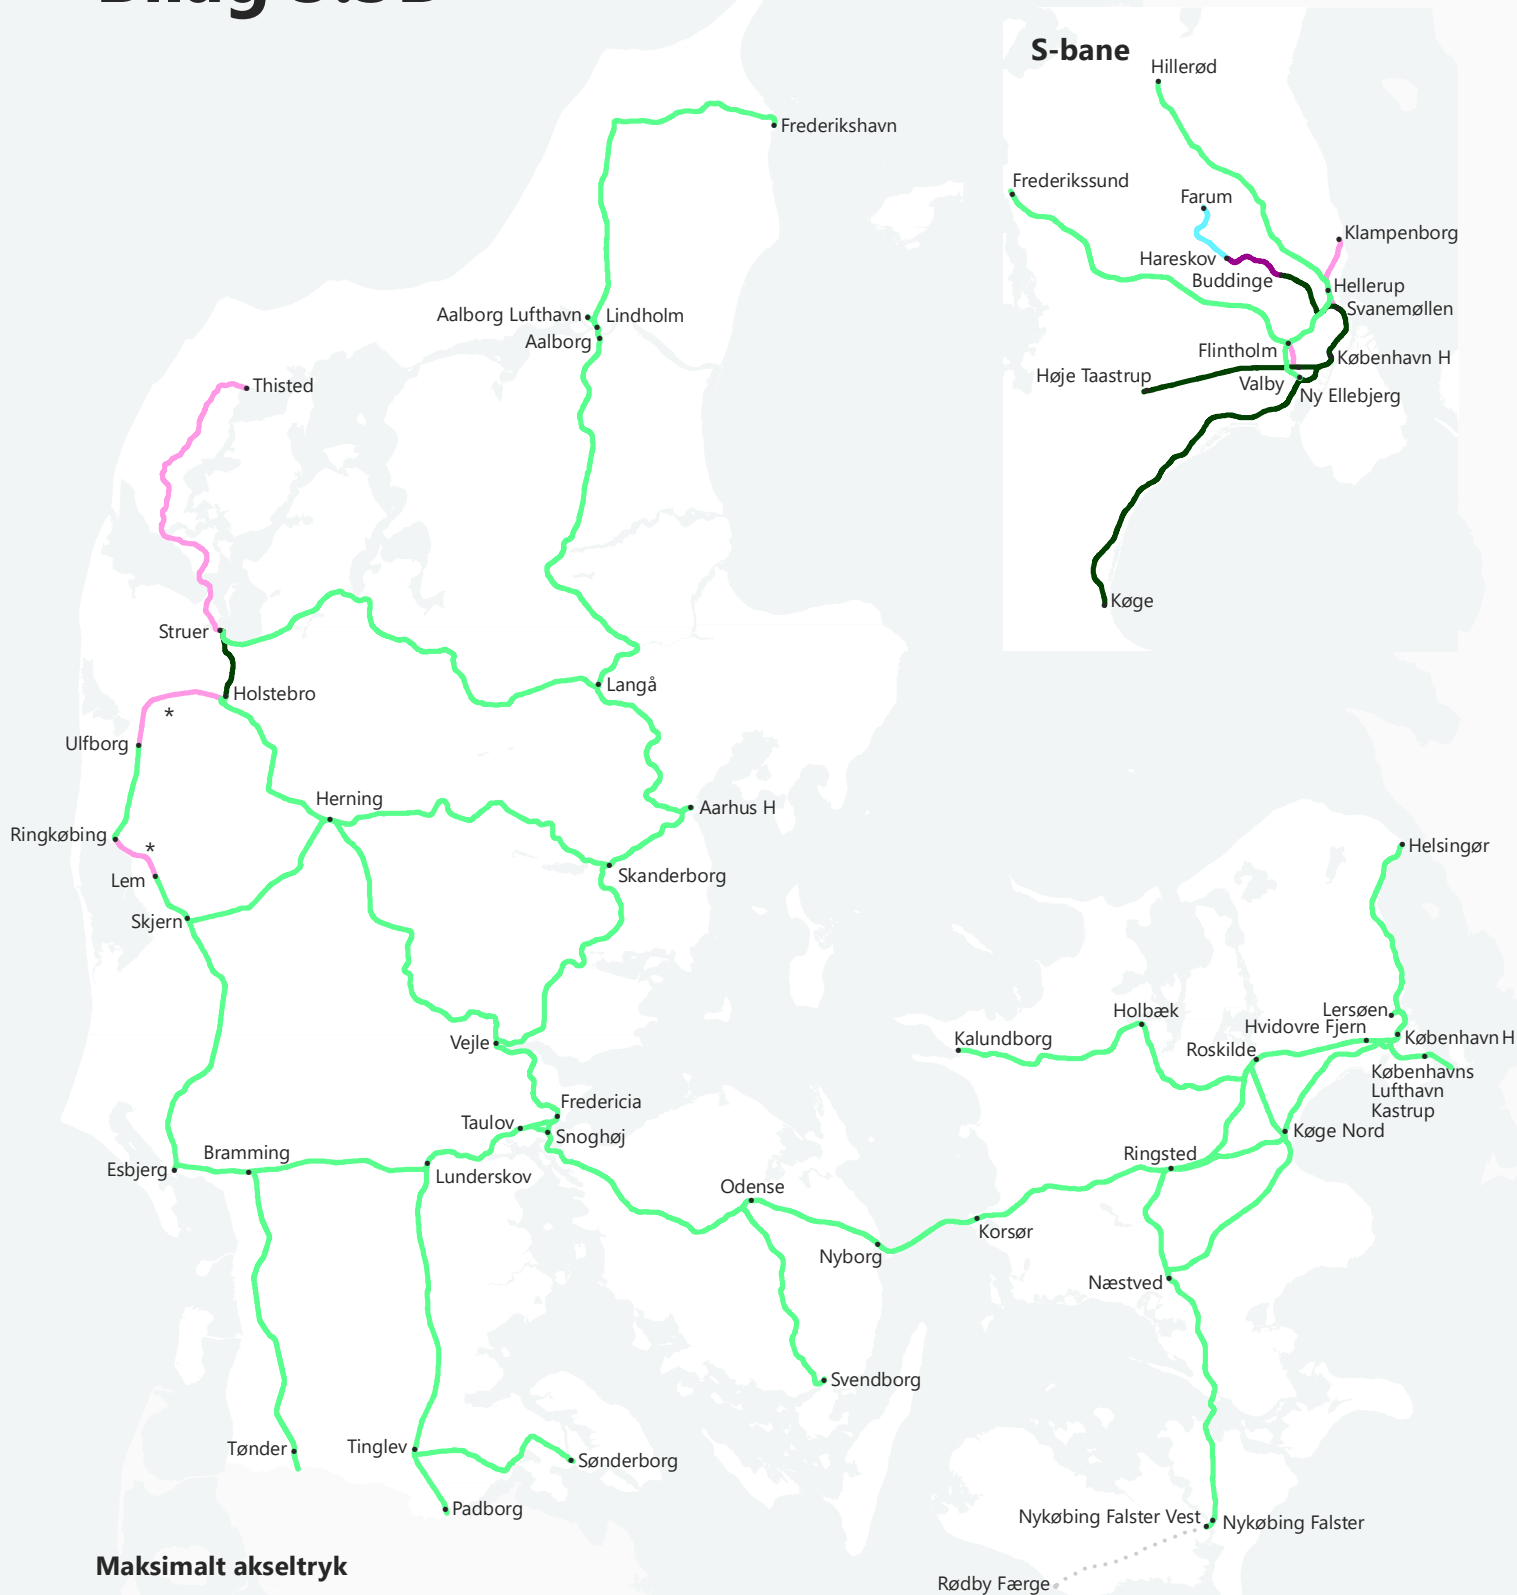 S-bane
Hillerød
Frederikssund
Farum
Klampenborg
Hareskov
Buddinge
Hellerup
Svanemøllen
Flintholm
København H
Høje Taastrup
Valby
Ny Ellebjerg
Køge
Frederikshavn
Aalborg Lufthavn
Lindholm
Aalborg
Thisted
Struer
Holstebro
*
Langå
Ulfborg
Herning
Aarhus H
Ringkøbing
*
Lem
Skanderborg
Skjern
Helsingør
Holbæk
Lersøen
Hvidovre Fjern
Kalundborg
København H
Roskilde
Vejle
Københavns
Lufthavn
Kastrup
Fredericia
Taulov
Snoghøj
Køge Nord
Bramming
Ringsted
Esbjerg
Lunderskov
Odense
Korsør
Nyborg
Næstved
Svendborg
Tønder
Tinglev
Sønderborg
Padborg
Nykøbing Falster Vest
Nykøbing Falster
Maksimalt akseltryk
Rødby Færge